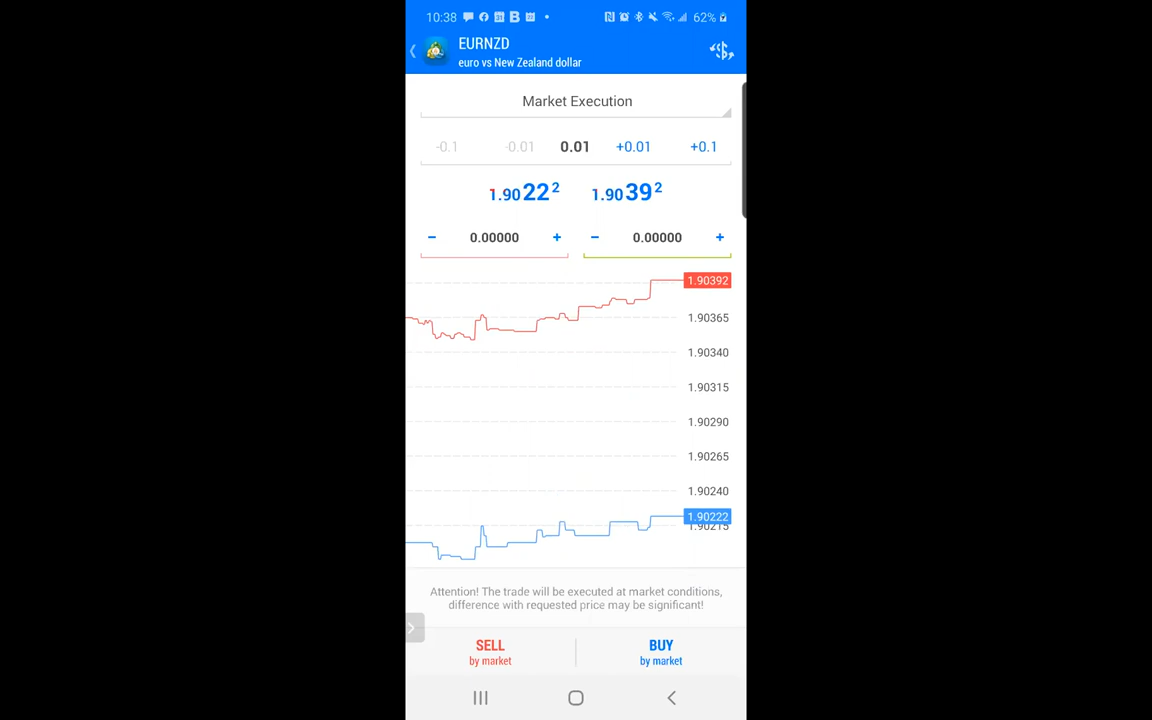 10:38 62%
EURNZD
euro vs New Zealand dollar
Market Execution
-0.1 -0.01 0.01 +0.01 +0.1
1.90222 1.90392
− 0.00000 + − 0.00000 +
1.90392
1.90365
1.90340
1.90315
1.90290
1.90265
1.90240
1.90222
1.90215
Attention! The trade will be executed at market conditions,
difference with requested price may be significant!
SELL BUY
by market by market